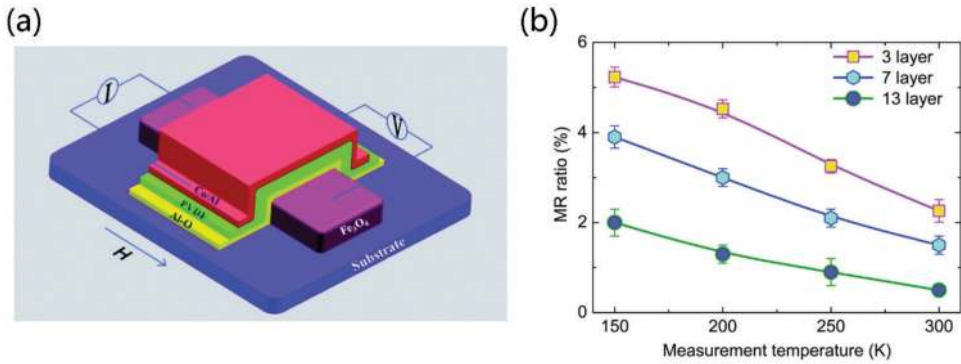 (a)
I
V
Co/Al
PVDF
Al-O
Fe₃O₄
H
Substrate
(b)
6
4
2
0
MR ratio (%)
3 layer
7 layer
13 layer
150 200 250 300
Measurement temperature (K)